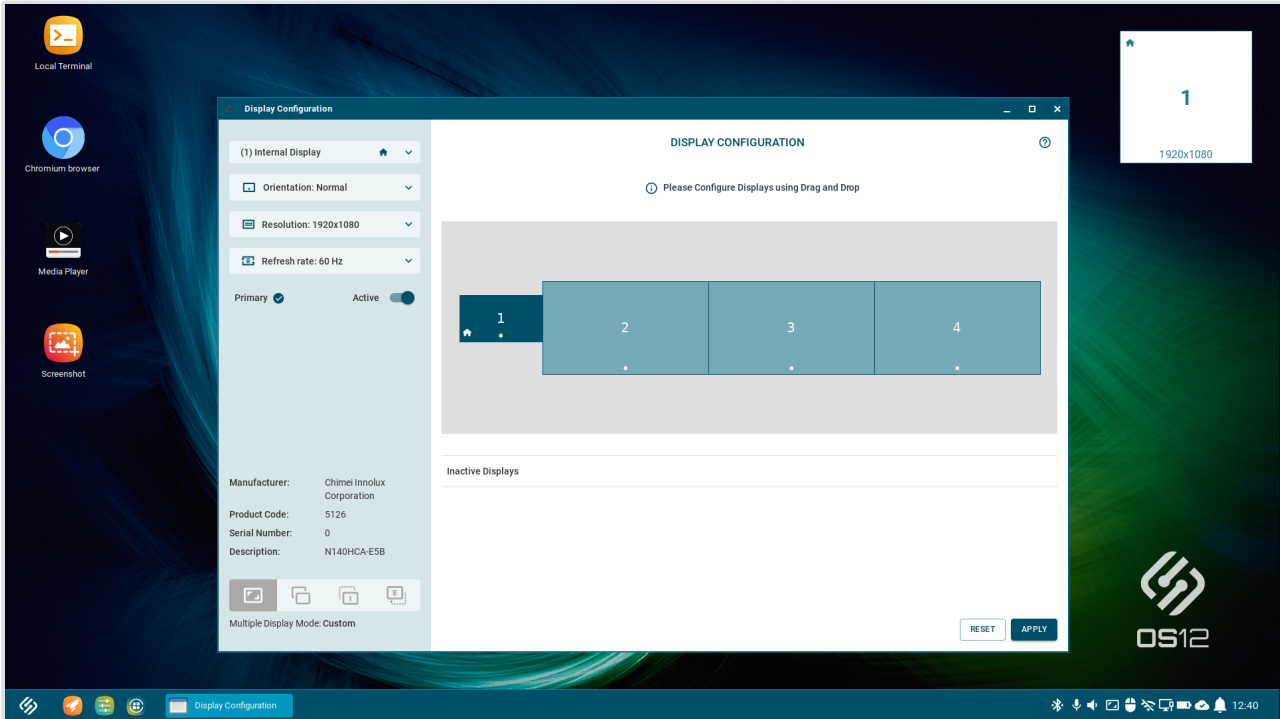 Local Terminal
Chromium browser
Media Player
Screenshot
Display Configuration
(1) Internal Display
Orientation: Normal
Resolution: 1920x1080
Refresh rate: 60 Hz
Primary
Active
Manufacturer: Chimei Innolux
Corporation
Product Code: 5126
Serial Number: 0
Description: N140HCA-E5B
E
Multiple Display Mode: Custom
DISPLAY CONFIGURATION
Please Configure Displays using Drag and Drop
1
2
3
4
Inactive Displays
RESET
APPLY
1
1920x1080
OS12
Display Configuration
12:40